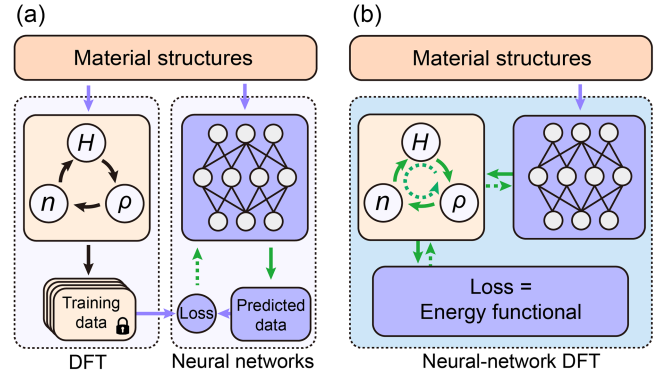 (a)
Material structures
H
n
ρ
Training
data
DFT
Loss
Predicted
data
Neural networks
(b)
Material structures
H
n
ρ
Loss =
Energy functional
Neural-network DFT